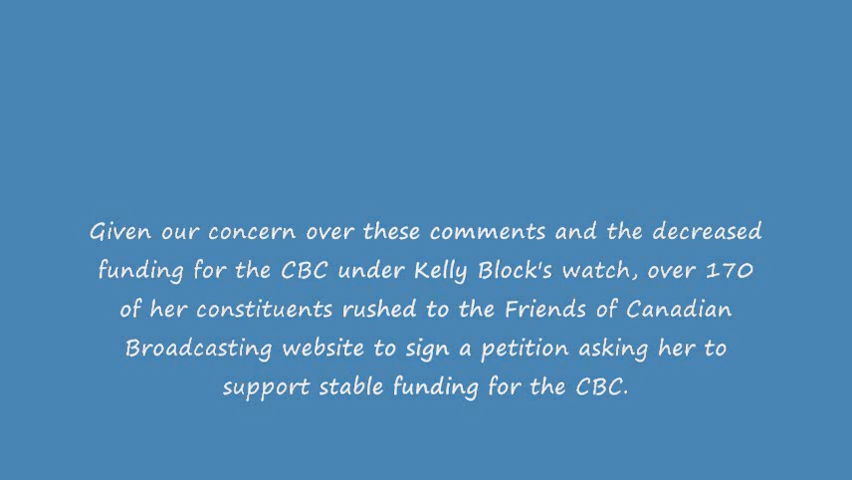 Given our concern over these comments and the decreased
funding for the CBC under Kelly Block's watch, over 170
of her constituents rushed to the Friends of Canadian
Broadcasting website to sign a petition asking her to
support stable funding for the CBC.